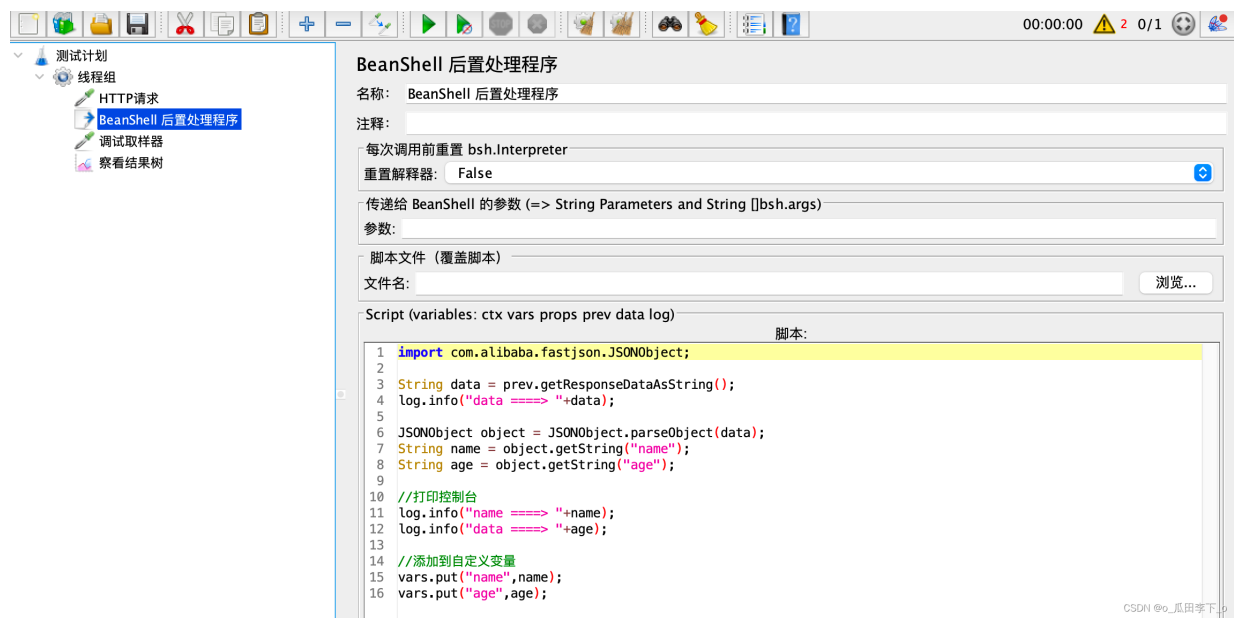 00:00:00 2 0/1
测试计划
线程组
HTTP请求
BeanShell 后置处理程序
调试取样器
察看结果树
BeanShell 后置处理程序
名称: BeanShell 后置处理程序
注释:
每次调用前重置 bsh.Interpreter
重置解释器: False
传递给 BeanShell 的参数 (=> String Parameters and String []bsh.args)
参数:
脚本文件（覆盖脚本）
文件名: 浏览...
Script (variables: ctx vars props prev data log)
脚本:
1 import com.alibaba.fastjson.JSONObject;
2
3 String data = prev.getResponseDataAsString();
4 log.info("data ====> "+data);
5
6 JSONObject object = JSONObject.parseObject(data);
7 String name = object.getString("name");
8 String age = object.getString("age");
9
10 //打印控制台
11 log.info("name ====> "+name);
12 log.info("data ====> "+age);
13
14 //添加到自定义变量
15 vars.put("name",name);
16 vars.put("age",age);
CSDN @o_瓜田李下_o